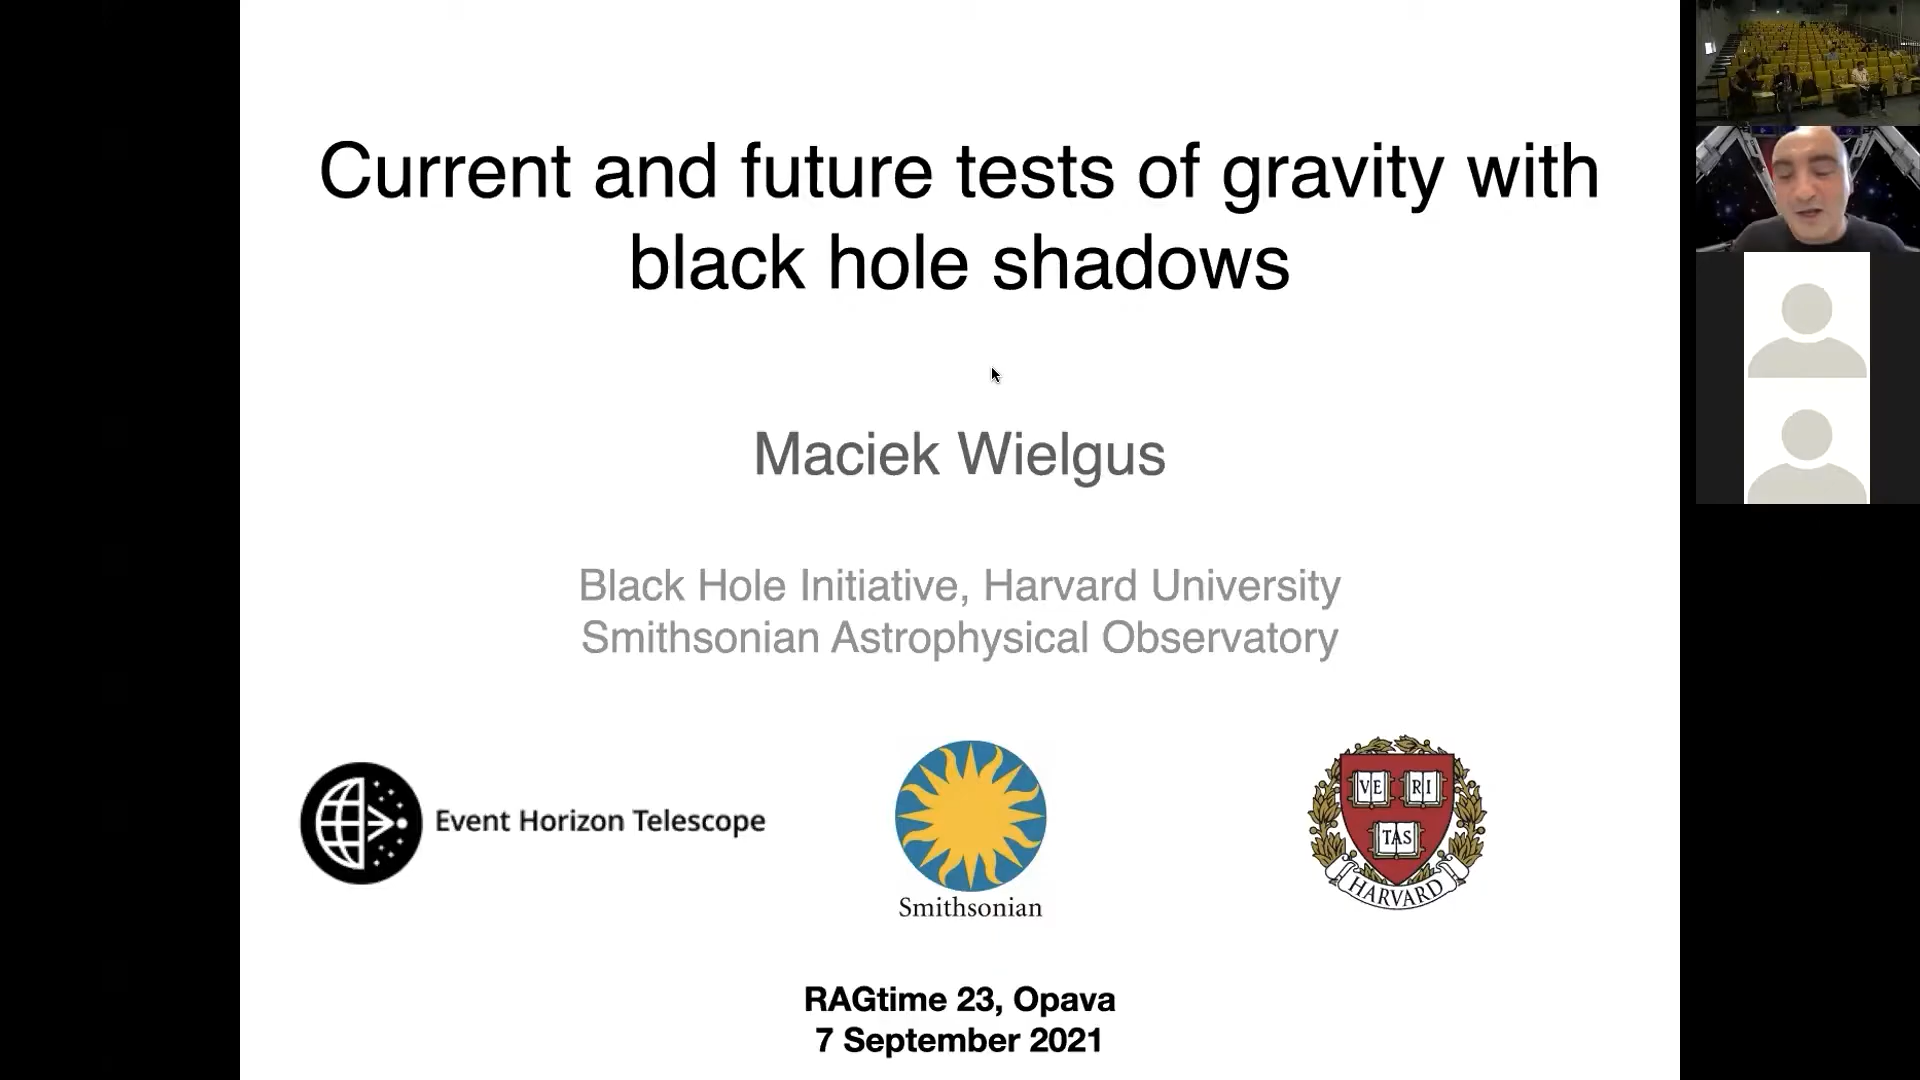 Current and future tests of gravity with
black hole shadows
Maciek Wielgus
Black Hole Initiative, Harvard University
Smithsonian Astrophysical Observatory
Event Horizon Telescope
Smithsonian
VE RI
TAS
HARVARD
RAGtime 23, Opava
7 September 2021